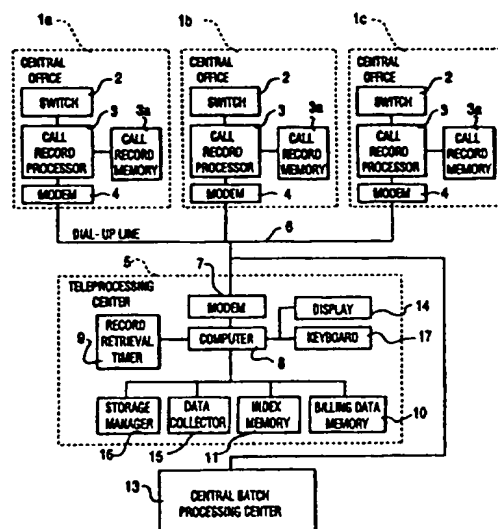 1a
1b
1c
CENTRAL OFFICE
2
SWITCH
3
3a
CALL RECORD PROCESSOR
CALL RECORD MEMORY
4
MODEM
CENTRAL OFFICE
2
SWITCH
3
3a
CALL RECORD PROCESSOR
CALL RECORD MEMORY
4
MODEM
CENTRAL OFFICE
2
SWITCH
3
3a
CALL RECORD PROCESSOR
CALL RECORD MEMORY
4
MODEM
DIAL-UP LINE
6
5
7
TELEPROCESSING CENTER
MODEM
DISPLAY
14
RECORD RETRIEVAL TIMER
9
COMPUTER
8
KEYBOARD
17
STORAGE MANAGER
16
DATA COLLECTOR
15
INDEX MEMORY
11
BILLING DATA MEMORY
10
13
CENTRAL BATCH PROCESSING CENTER